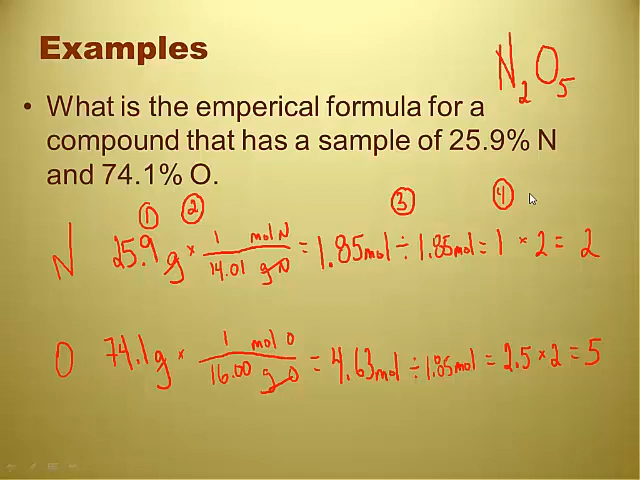 Examples
N2O5
• What is the emperical formula for a
compound that has a sample of 25.9% N
and 74.1% O.
① ② ③ ④
N 25.9 g × 1 mol N / 14.01 g N = 1.85 mol ÷ 1.85 mol = 1 × 2 = 2
O 74.1 g × 1 mol O / 16.00 g O = 4.63 mol ÷ 1.85 mol = 2.5 × 2 = 5